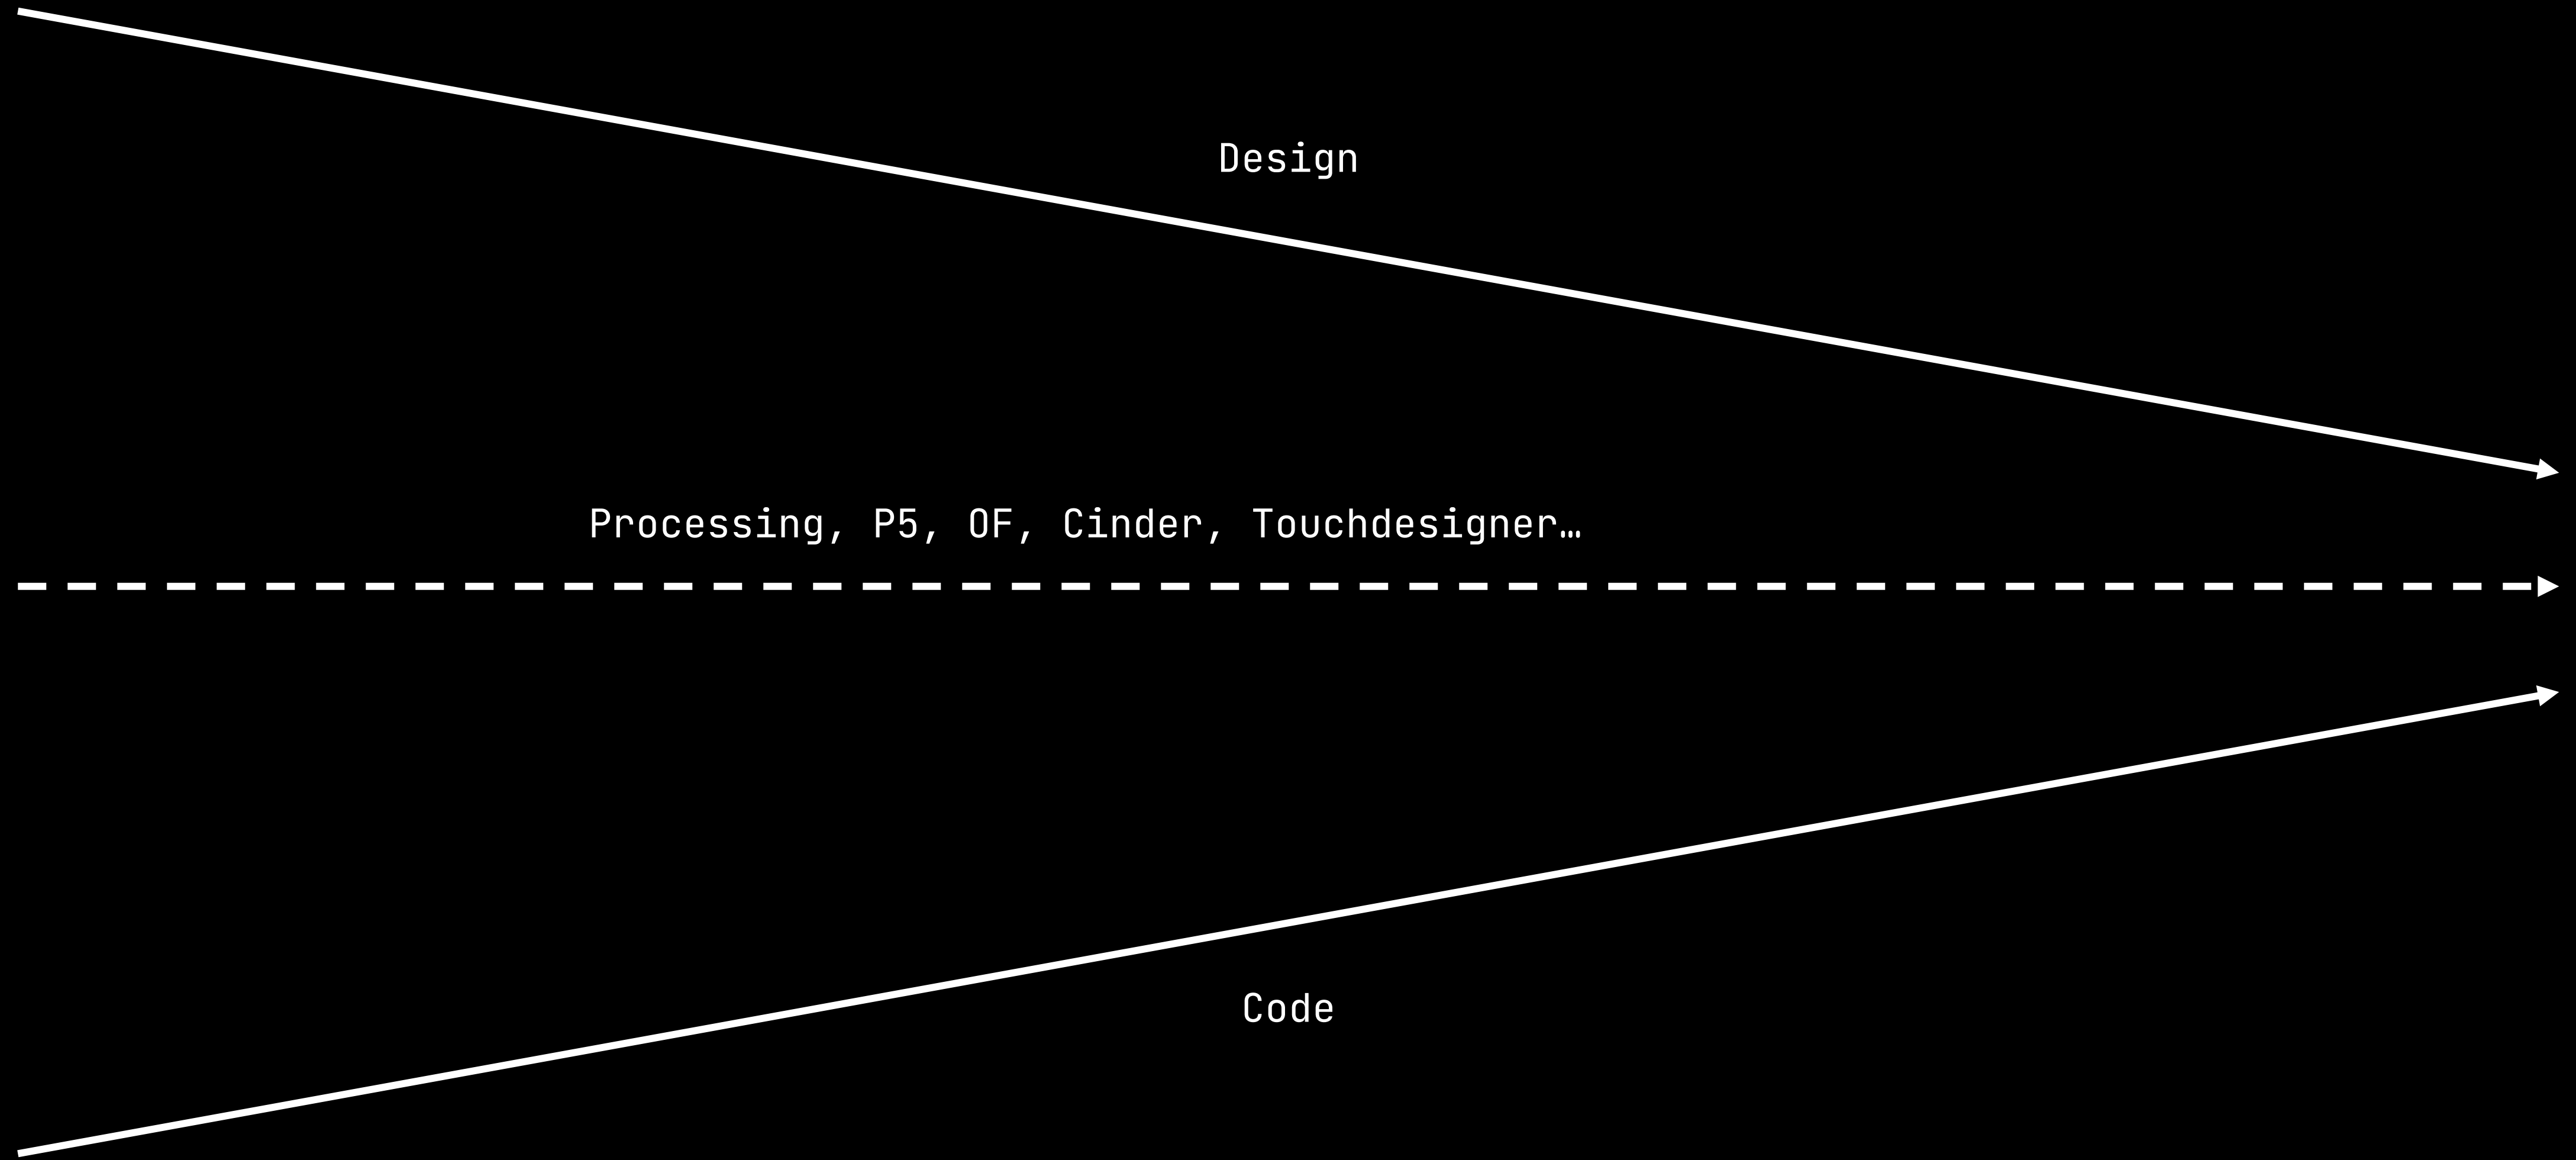 Design
Processing, P5, OF, Cinder, Touchdesigner…
Code